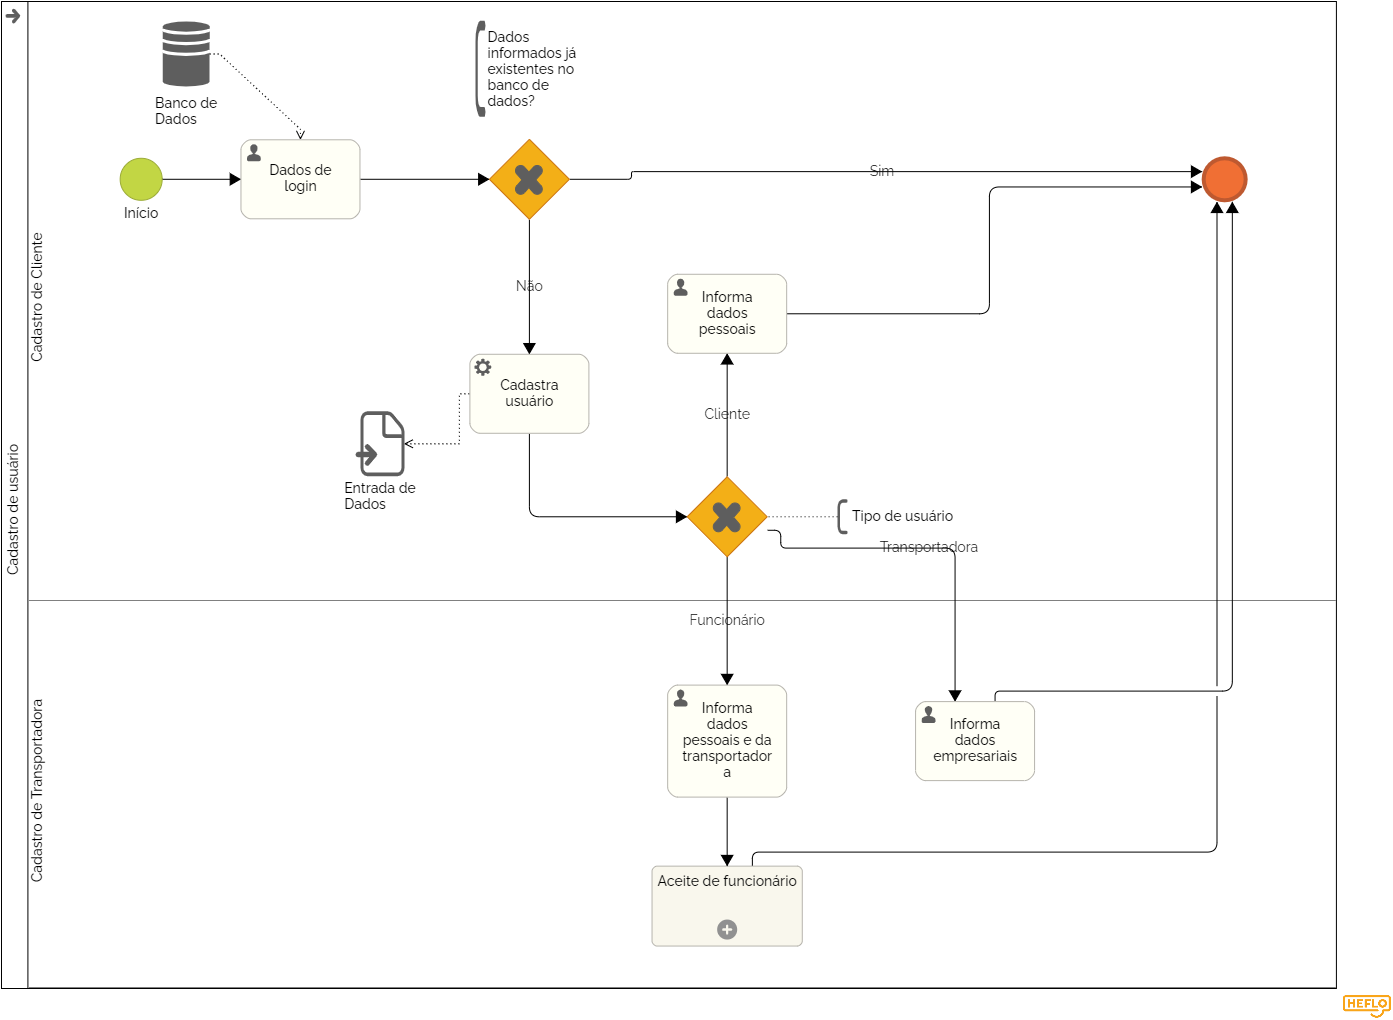 Dados
informados já
existentes no
banco de
dados?
Banco de
Dados
Dados de
login
Início
Sim
Não
Cadastro de Cliente
Informa
dados
pessoais
Cadastra
usuário
Cliente
Entrada de
Dados
Tipo de usuário
Transportadora
Cadastro de usuário
Funcionário
Cadastro de Transportadora
Informa
dados
pessoais e da
transportador
a
Informa
dados
empresariais
Aceite de funcionário
HEFLO